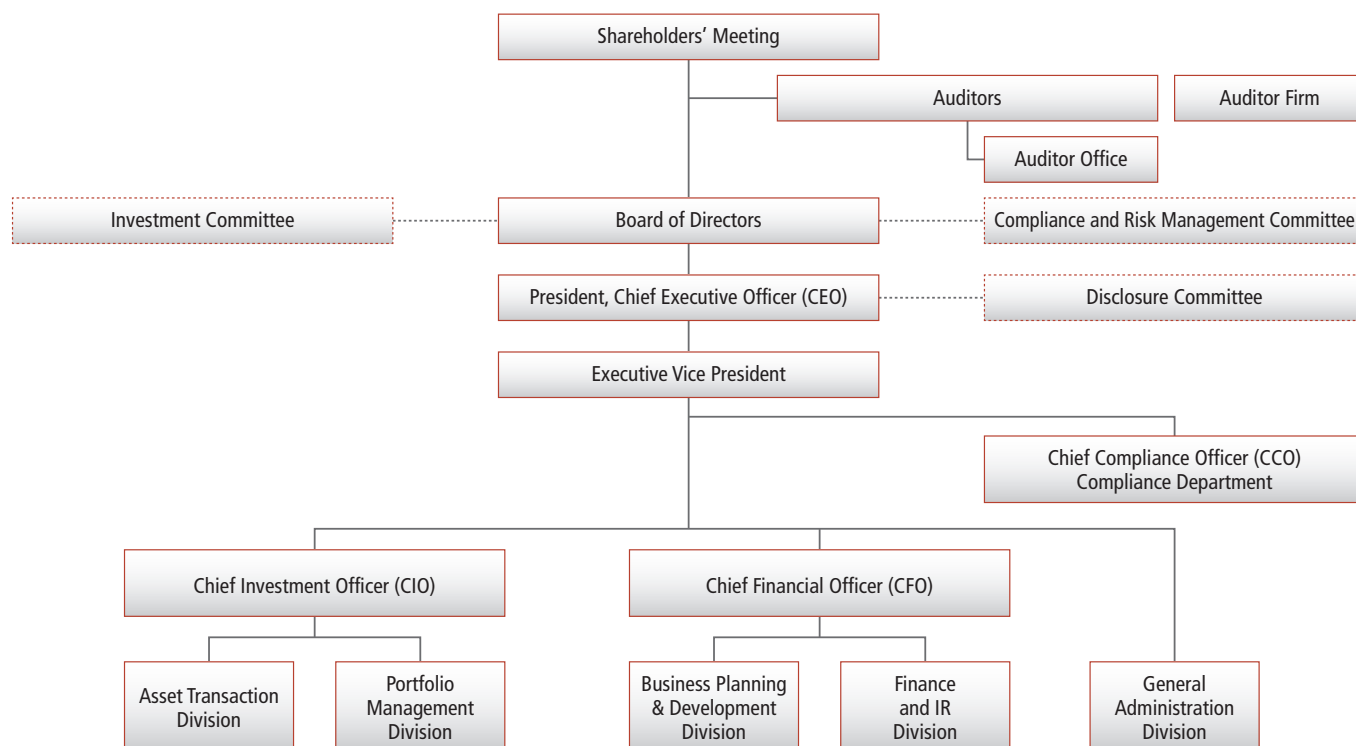 Shareholders’ Meeting
Auditors
Auditor Firm
Auditor Office
Investment Committee
Board of Directors
Compliance and Risk Management Committee
President, Chief Executive Officer (CEO)
Disclosure Committee
Executive Vice President
Chief Compliance Officer (CCO)
Compliance Department
Chief Investment Officer (CIO)
Chief Financial Officer (CFO)
Asset Transaction
Division
Portfolio
Management
Division
Business Planning
& Development
Division
Finance
and IR
Division
General
Administration
Division